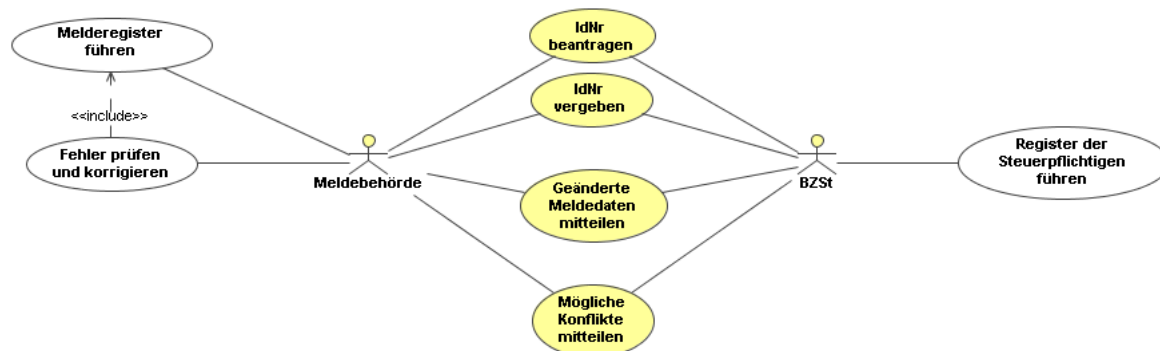 Melderegister
führen
<<include>>
Fehler prüfen
und korrigieren
Meldebehörde
IdNr
beantragen
IdNr
vergeben
Geänderte
Meldedaten
mitteilen
Mögliche
Konflikte
mitteilen
BZSt
Register der
Steuerpflichtigen
führen